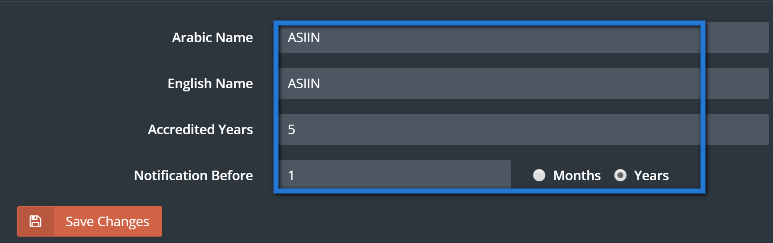 Arabic Name ASIIN
English Name ASIIN
Accredited Years 5
Notification Before 1 Months Years
Save Changes